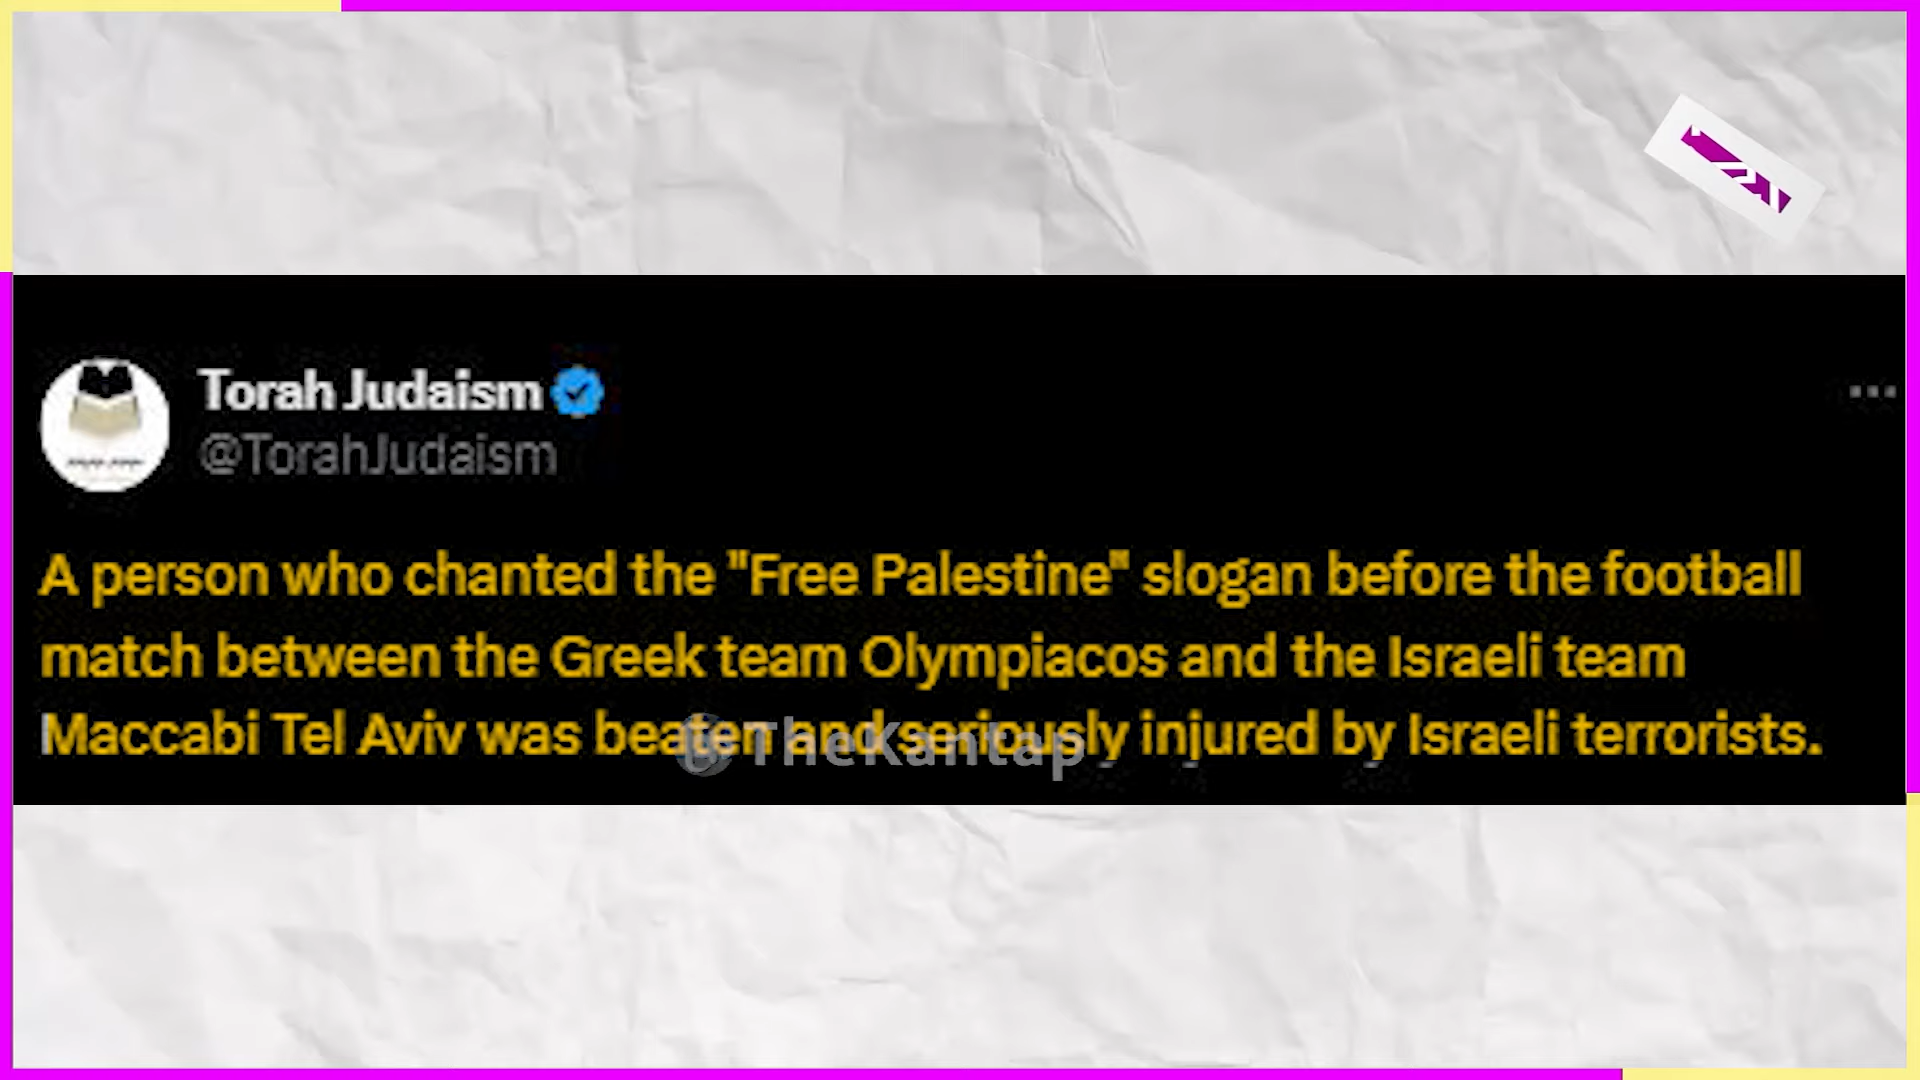 Torah Judaism
@TorahJudaism
A person who chanted the "Free Palestine" slogan before the football
match between the Greek team Olympiacos and the Israeli team
Maccabi Tel Aviv was beaten and seriously injured by Israeli terrorists.
@TheKantap